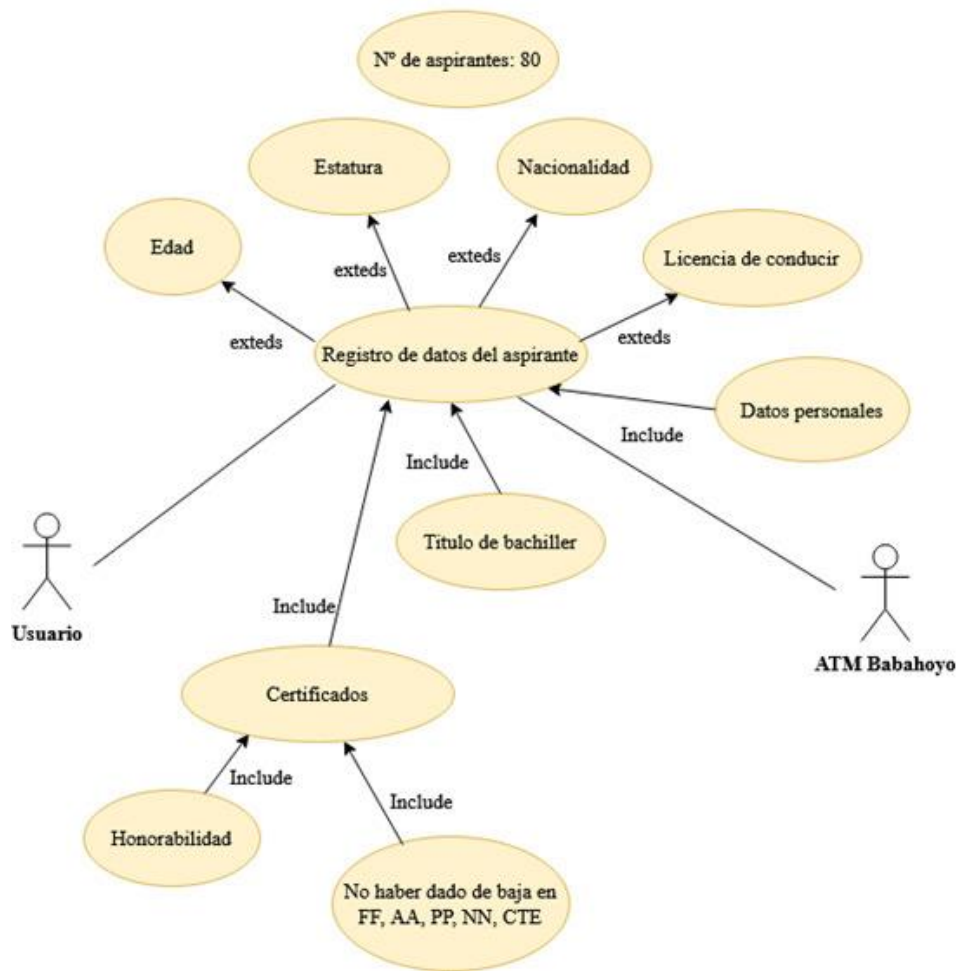 Nº de aspirantes: 80
Estatura
Nacionalidad
Edad
Licencia de conducir
exteds
exteds
exteds
exteds
Registro de datos del aspirante
Datos personales
Include
Include
Titulo de bachiller
Usuario
Include
ATM Babahoyo
Certificados
Include
Include
Honorabilidad
No haber dado de baja en
FF, AA, PP, NN, CTE